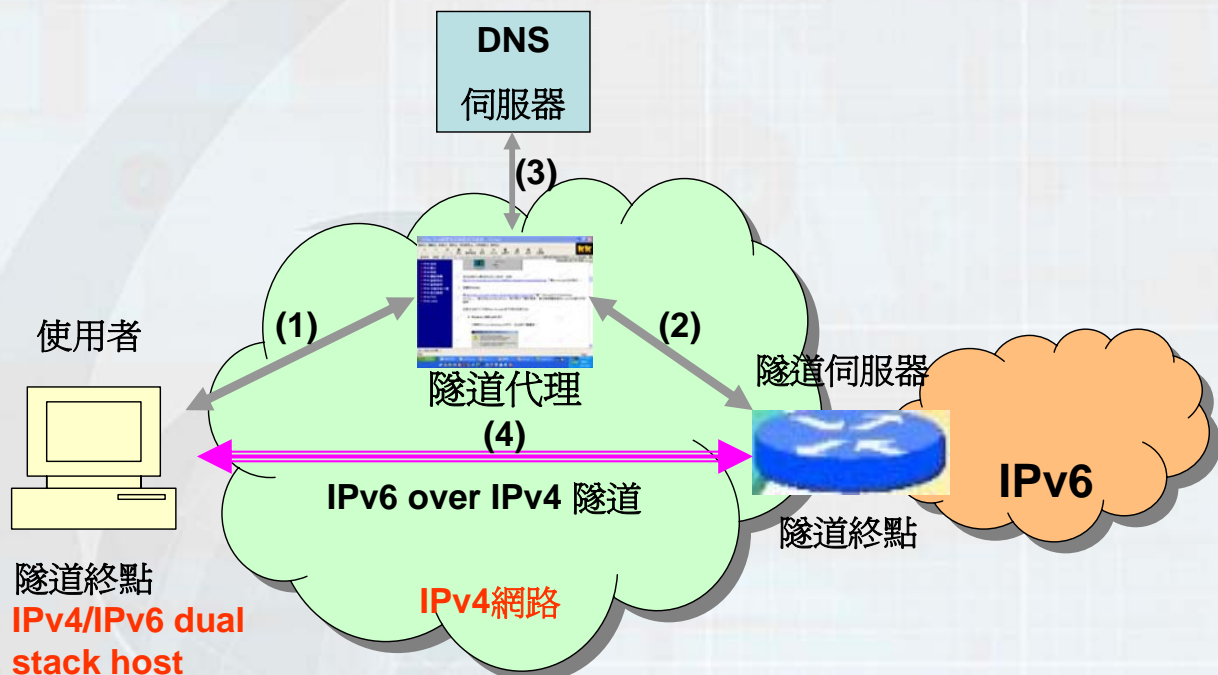 DNS
伺服器
(3)
(1)
(2)
使用者
隧道代理
隧道伺服器
(4)
IPv6 over IPv4 隧道
IPv6
隧道終點
隧道終點
IPv4/IPv6 dual
stack host
IPv4網路